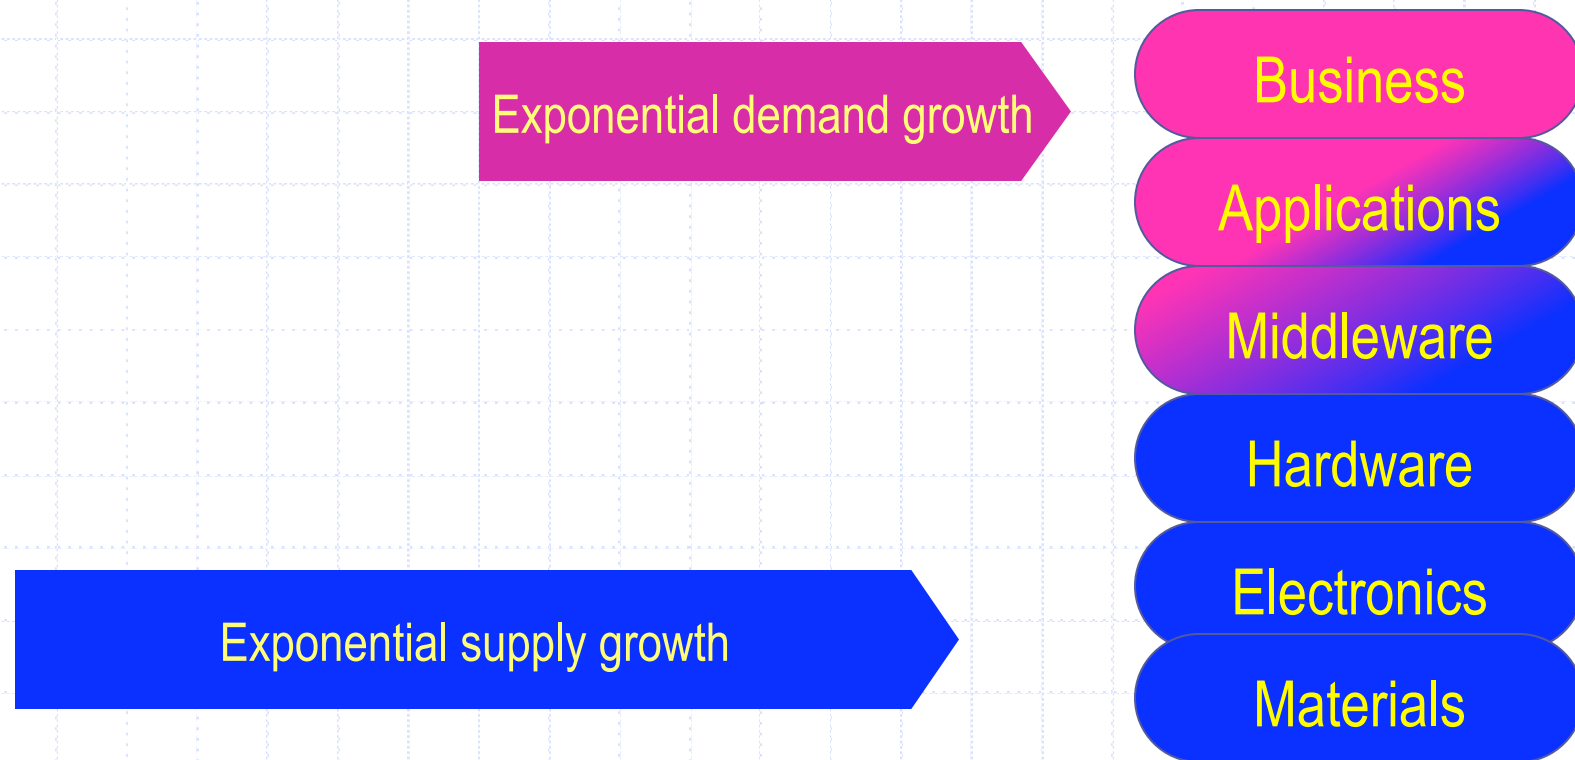 Exponential demand growth
Exponential supply growth
Business
Applications
Middleware
Hardware
Electronics
Materials